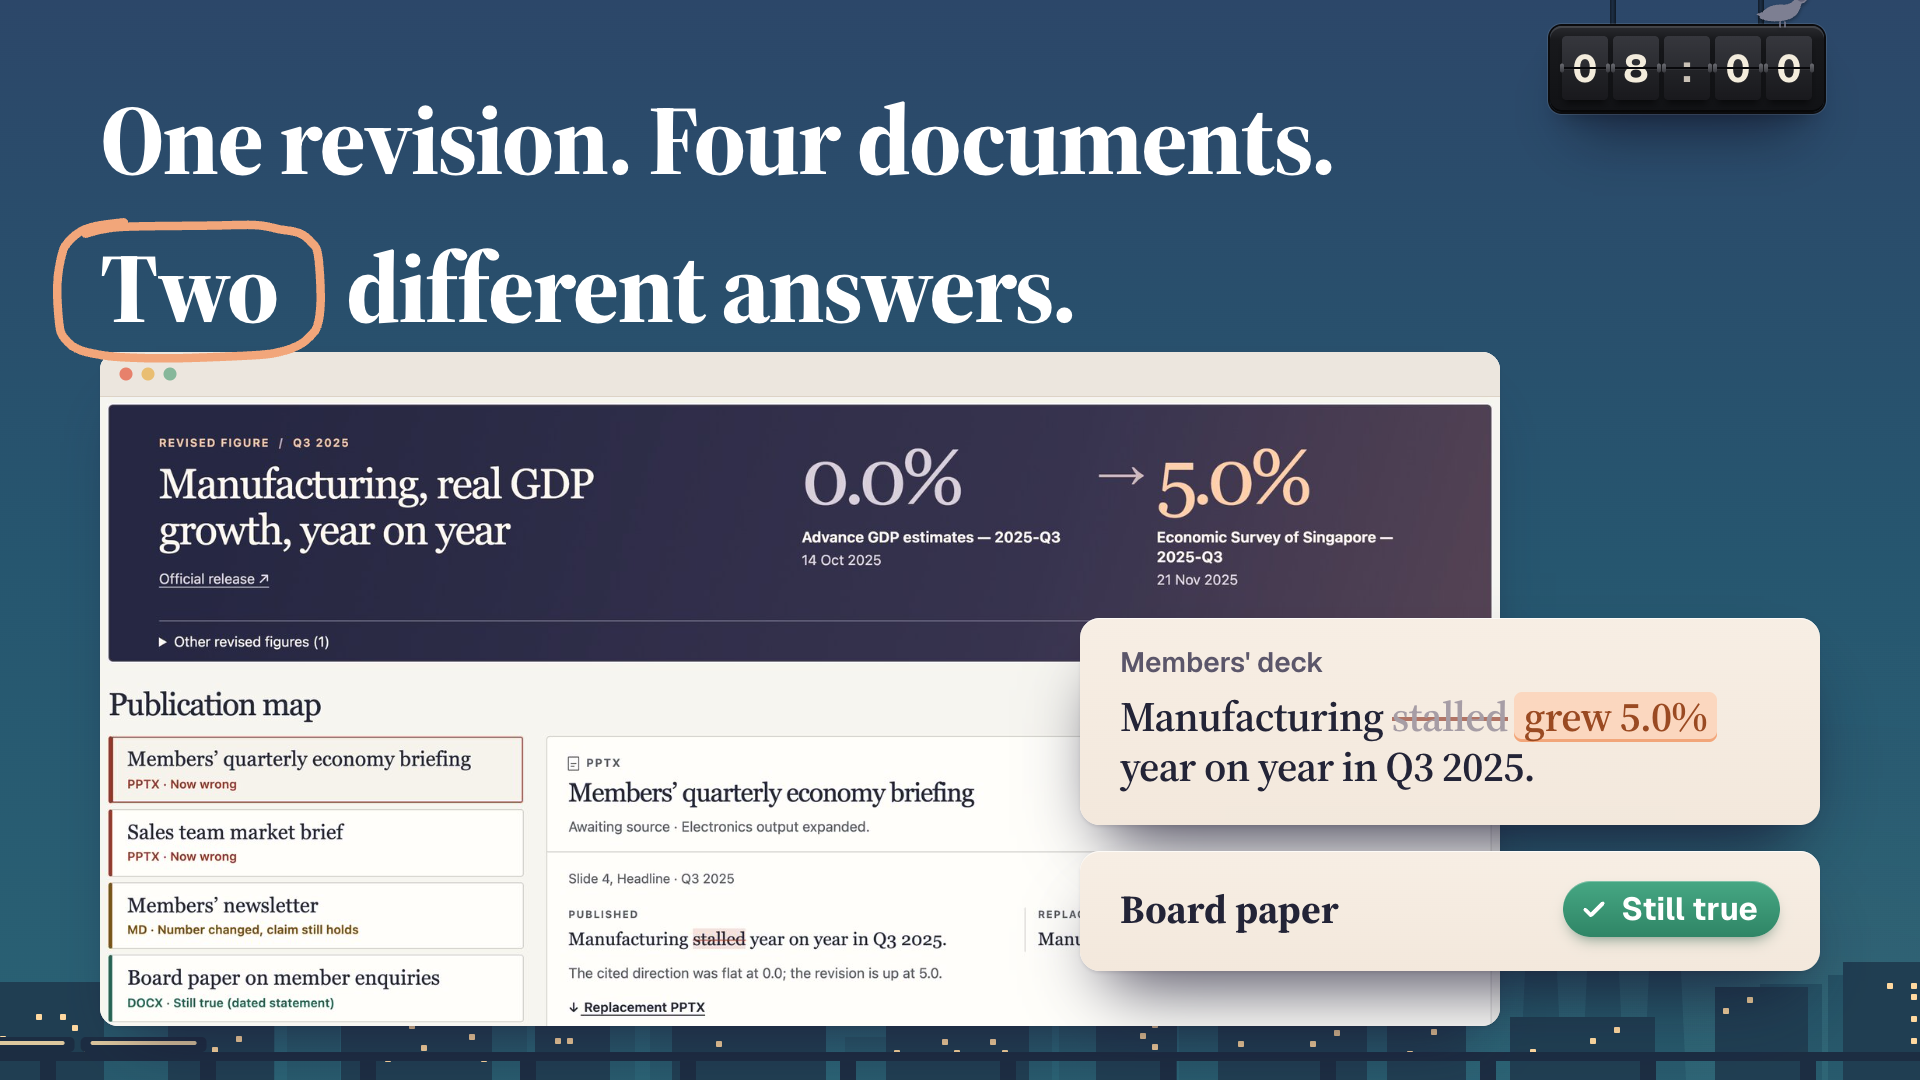 08:00
One revision. Four documents.
Two different answers.
REVISED FIGURE / Q3 2025
Manufacturing, real GDP
growth, year on year
Official release ↗
0.0%
Advance GDP estimates — 2025-Q3
14 Oct 2025
→
5.0%
Economic Survey of Singapore —
2025-Q3
21 Nov 2025
▶ Other revised figures (1)
Publication map
Members’ quarterly economy briefing
PPTX · Now wrong
Sales team market brief
PPTX · Now wrong
Members’ newsletter
MD · Number changed, claim still holds
Board paper on member enquiries
DOCX · Still true (dated statement)
PPTX
Members’ quarterly economy briefing
Awaiting source · Electronics output expanded.
Slide 4, Headline · Q3 2025
PUBLISHED
Manufacturing stalled year on year in Q3 2025.
The cited direction was flat at 0.0; the revision is up at 5.0.
↓ Replacement PPTX
Members' deck
Manufacturing stalled grew 5.0%
year on year in Q3 2025.
Board paper
✓ Still true